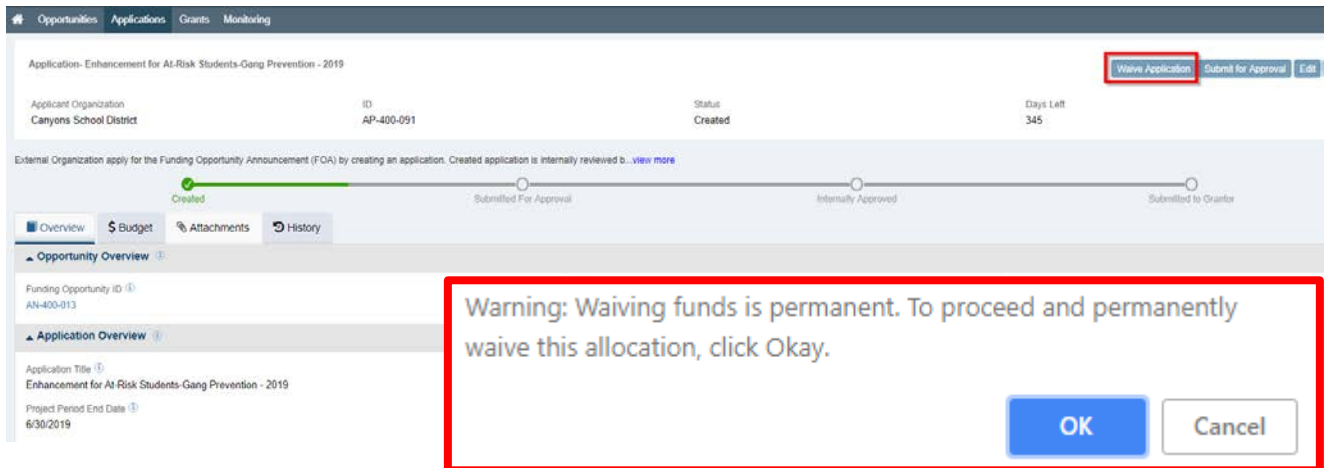 Opportunities Applications Grants Monitoring
Application- Enhancement for At-Risk Students-Gang Prevention - 2019
Waive Application Submit for Approval Edit
Applicant Organization ID Status Days Left
Canyons School District AP-400-091 Created 345
External Organization apply for the Funding Opportunity Announcement (FOA) by creating an application. Created application is internally reviewed b...view more
Created Submitted For Approval Internally Approved Submitted to Grantor
Overview $ Budget Attachments History
Opportunity Overview
Funding Opportunity ID
AN-400-013
Application Overview
Application Title
Enhancement for At-Risk Students-Gang Prevention - 2019
Project Period End Date
6/30/2019
Warning: Waiving funds is permanent. To proceed and permanently
waive this allocation, click Okay.
OK Cancel